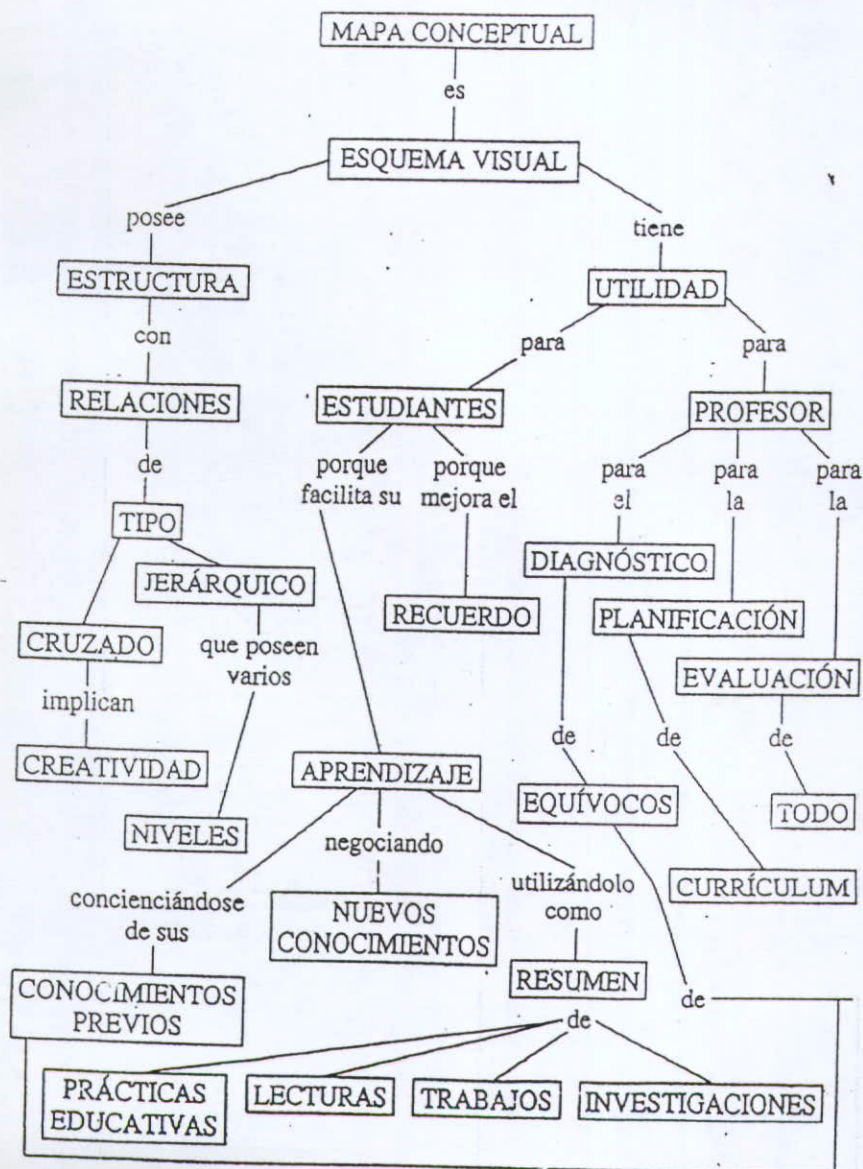 MAPA CONCEPTUAL
es
ESQUEMA VISUAL
posee
tiene
ESTRUCTURA
UTILIDAD
con
para
para
RELACIONES
ESTUDIANTES
PROFESOR
de
porque
facilita su
porque
mejora el
para
el
para
la
para
la
TIPO
JERÁRQUICO
DIAGNÓSTICO
RECUERDO
PLANIFICACIÓN
CRUZADO
que poseen
varios
EVALUACIÓN
implican
de
de
de
CREATIVIDAD
APRENDIZAJE
EQUÍVOCOS
TODO
NIVELES
negociando
concienciándose
de sus
utilizándolo
como
CURRÍCULUM
NUEVOS
CONOCIMIENTOS
RESUMEN
CONOCIMIENTOS
PREVIOS
de
de
PRÁCTICAS
EDUCATIVAS
LECTURAS
TRABAJOS
INVESTIGACIONES